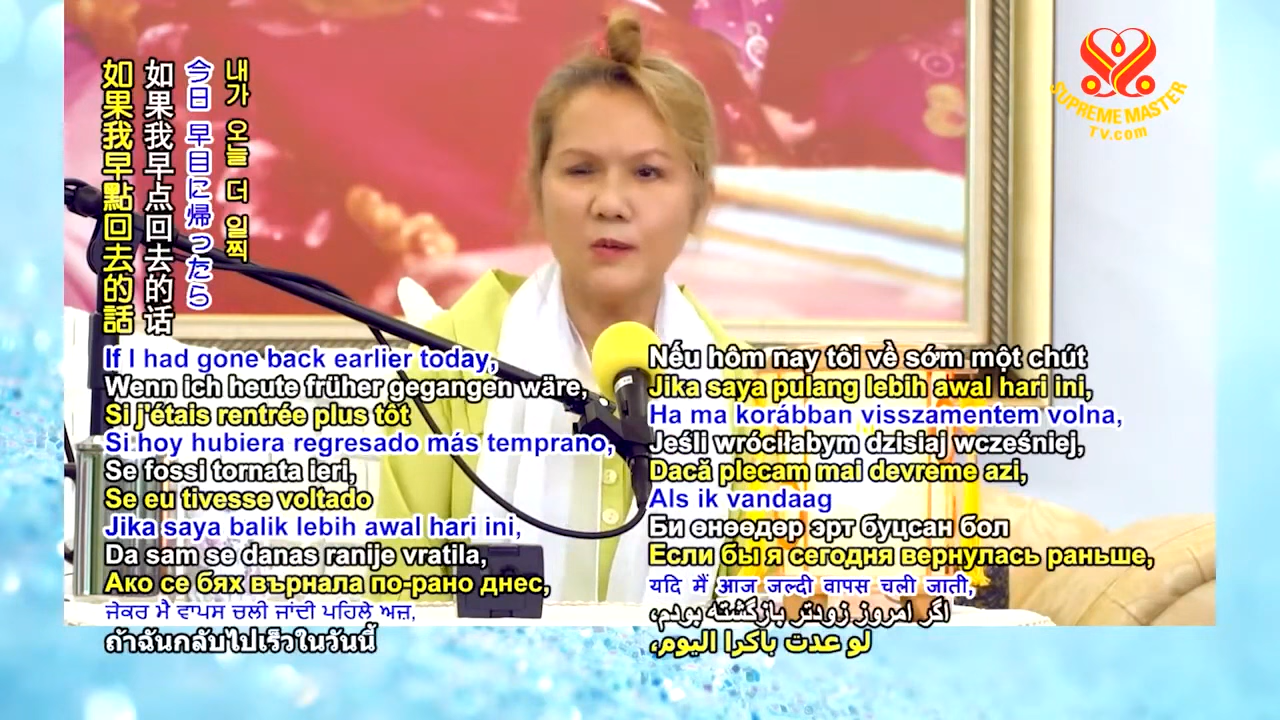 如果我早點回去的話
如果我早点回去的话
今日 早目に帰ったら
내가 오늘 더 일찍
SUPREME MASTER
TV.com
If I had gone back earlier today,
Wenn ich heute früher gegangen wäre,
Si j'étais rentrée plus tôt
Si hoy hubiera regresado más temprano,
Se fossi tornata ieri,
Se eu tivesse voltado
Jika saya balik lebih awal hari ini,
Da sam se danas ranije vratila,
Ако се бях върнала по-рано днес,
ਜੇਕਰ ਮੈਂ ਵਾਪਸ ਚਲੀ ਜਾਂਦੀ ਪਹਿਲੇ ਅਜ਼,
ถ้าฉันกลับไปเร็วในวันนี้
Nếu hôm nay tôi về sớm một chút
Jika saya pulang lebih awal hari ini,
Ha ma korábban visszamentem volna,
Jeśli wróciłabym dzisiaj wcześniej,
Dacă plecam mai devreme azi,
Als ik vandaag
Би өнөөдөр эрт буцсан бол
Если бы я сегодня вернулась раньше,
यदि मैं आज जल्दी वापस चली जाती,
اگر امروز زودتر بازگشته بودم،
لو عدت باكرا اليوم،